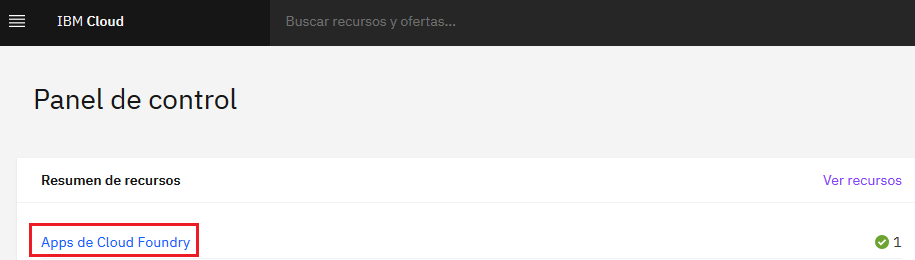 IBM Cloud
Buscar recursos y ofertas...
Panel de control
Resumen de recursos
Ver recursos
Apps de Cloud Foundry
1